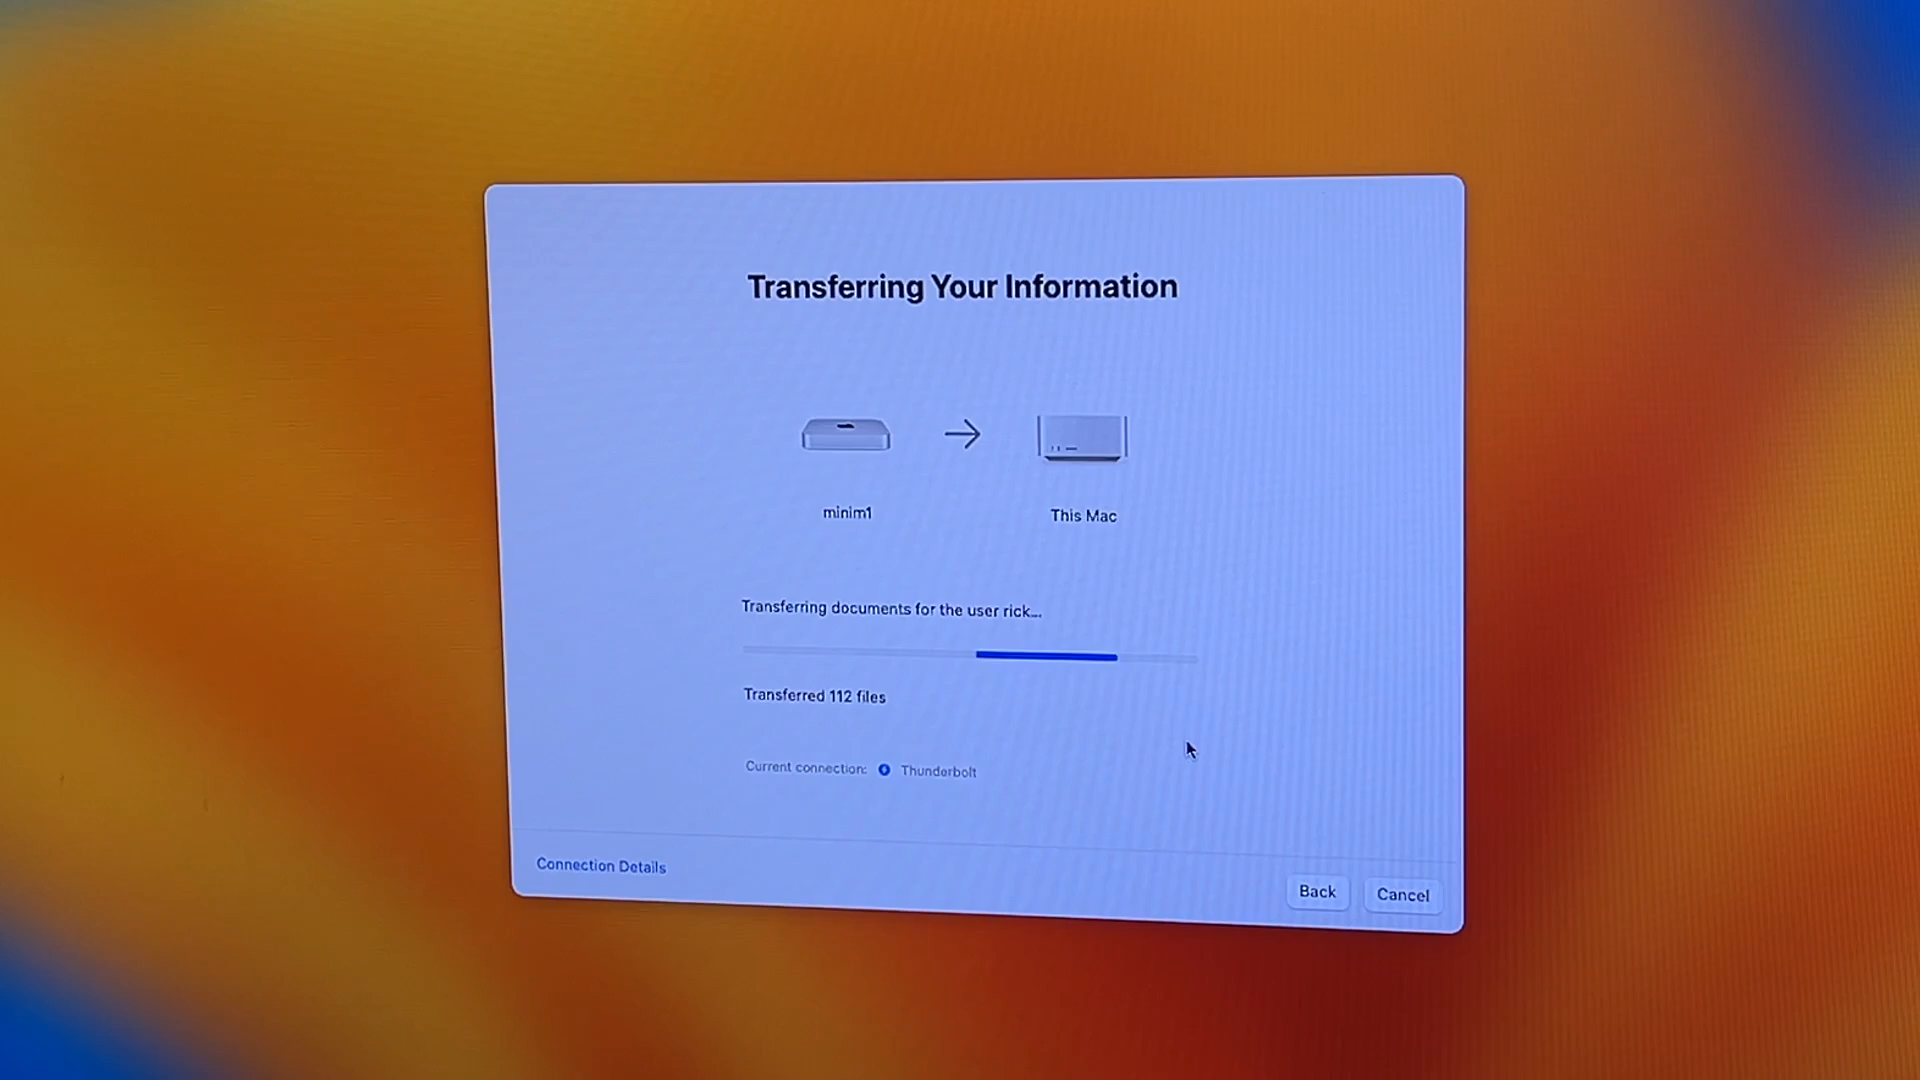 Transferring Your Information
minim1
This Mac
Transferring documents for the user rick...
Transferred 112 files
Current connection: Thunderbolt
Connection Details
Back
Cancel